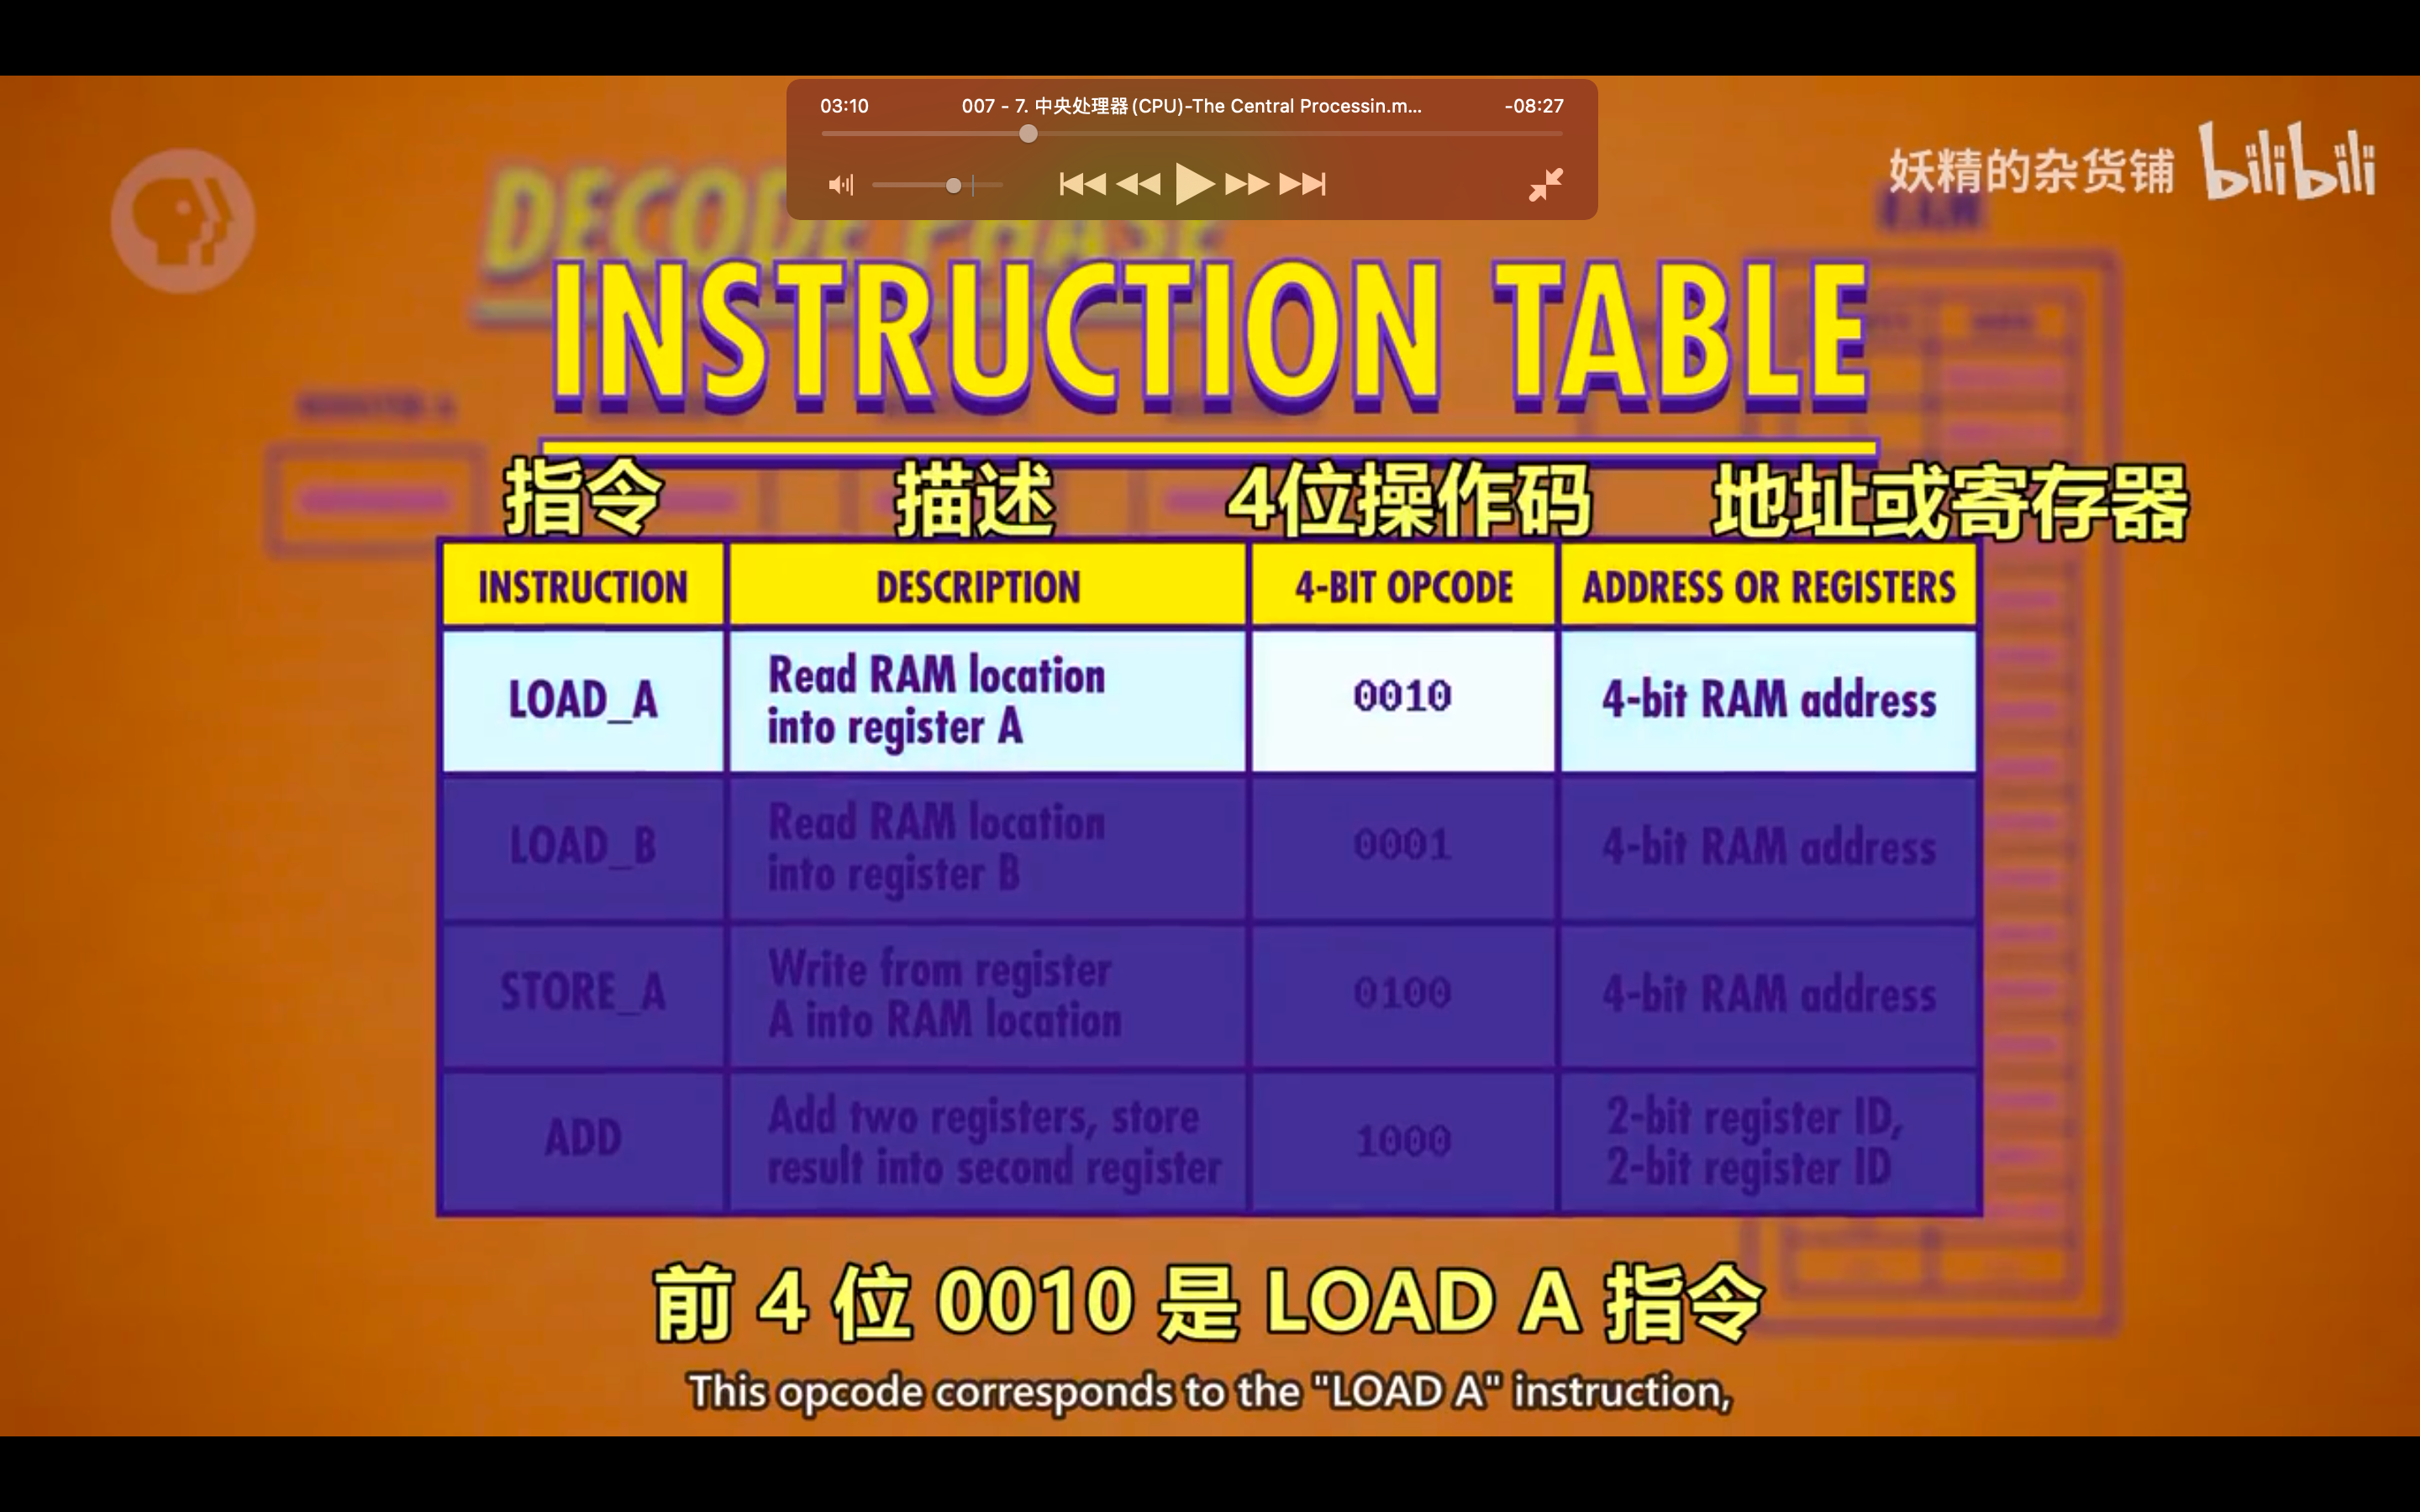 03:10 007 - 7. 中央处理器(CPU)-The Central Processin.m... -08:27
妖精的杂货铺 bilibili
DECODE PHASE
INSTRUCTION TABLE
指令 描述 4位操作码 地址或寄存器
INSTRUCTION DESCRIPTION 4-BIT OPCODE ADDRESS OR REGISTERS
LOAD_A Read RAM location into register A 0010 4-bit RAM address
LOAD_B Read RAM location into register B 0001 4-bit RAM address
STORE_A Write from register A into RAM location 0100 4-bit RAM address
ADD Add two registers, store result into second register 1000 2-bit register ID, 2-bit register ID
前 4 位 0010 是 LOAD A 指令
This opcode corresponds to the "LOAD A" instruction,